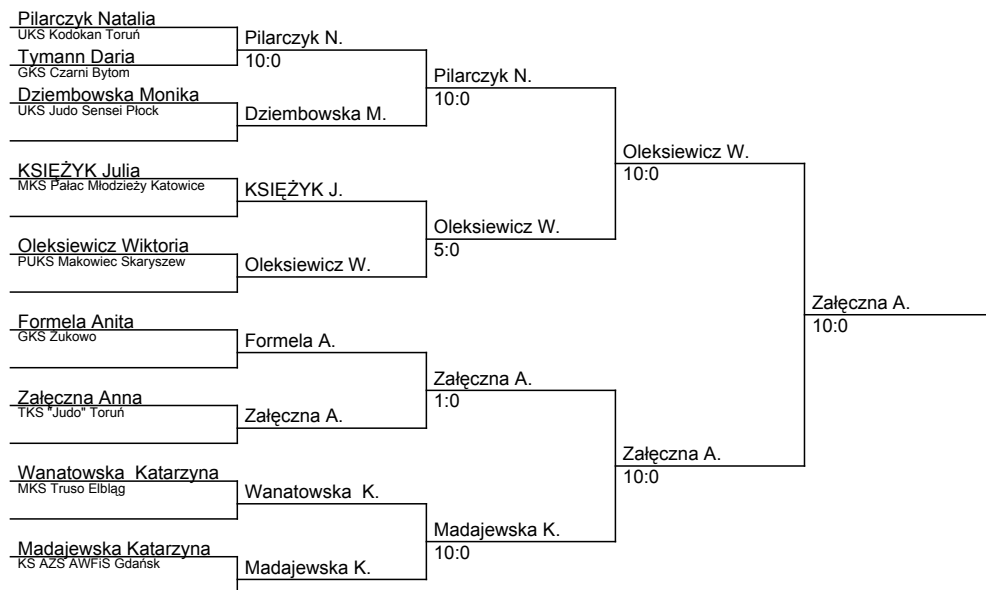 Pilarczyk Natalia
UKS Kodokan Toruń
Tymann Daria
GKS Czarni Bytom
Dziembowska Monika
UKS Judo Sensei Płock
KSIĘŻYK Julia
MKS Pałac Młodzieży Katowice
Oleksiewicz Wiktoria
PUKS Makowiec Skaryszew
Formela Anita
GKS Żukowo
Załęczna Anna
TKS "Judo" Toruń
Wanatowska  Katarzyna
MKS Truso Elbląg
Madajewska Katarzyna
KS AZS AWFiS Gdańsk
Pilarczyk N.
10:0
Dziembowska M.
KSIĘŻYK J.
Oleksiewicz W.
Formela A.
Załęczna A.
Wanatowska  K.
Madajewska K.
Pilarczyk N.
10:0
Oleksiewicz W.
5:0
Załęczna A.
1:0
Madajewska K.
10:0
Oleksiewicz W.
10:0
Załęczna A.
10:0
Załęczna A.
10:0